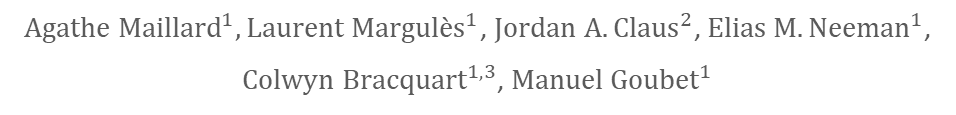 Agathe Maillard¹, Laurent Margulès¹, Jordan A. Claus², Elias M. Neeman¹,
Colwyn Bracquart¹,³, Manuel Goubet¹